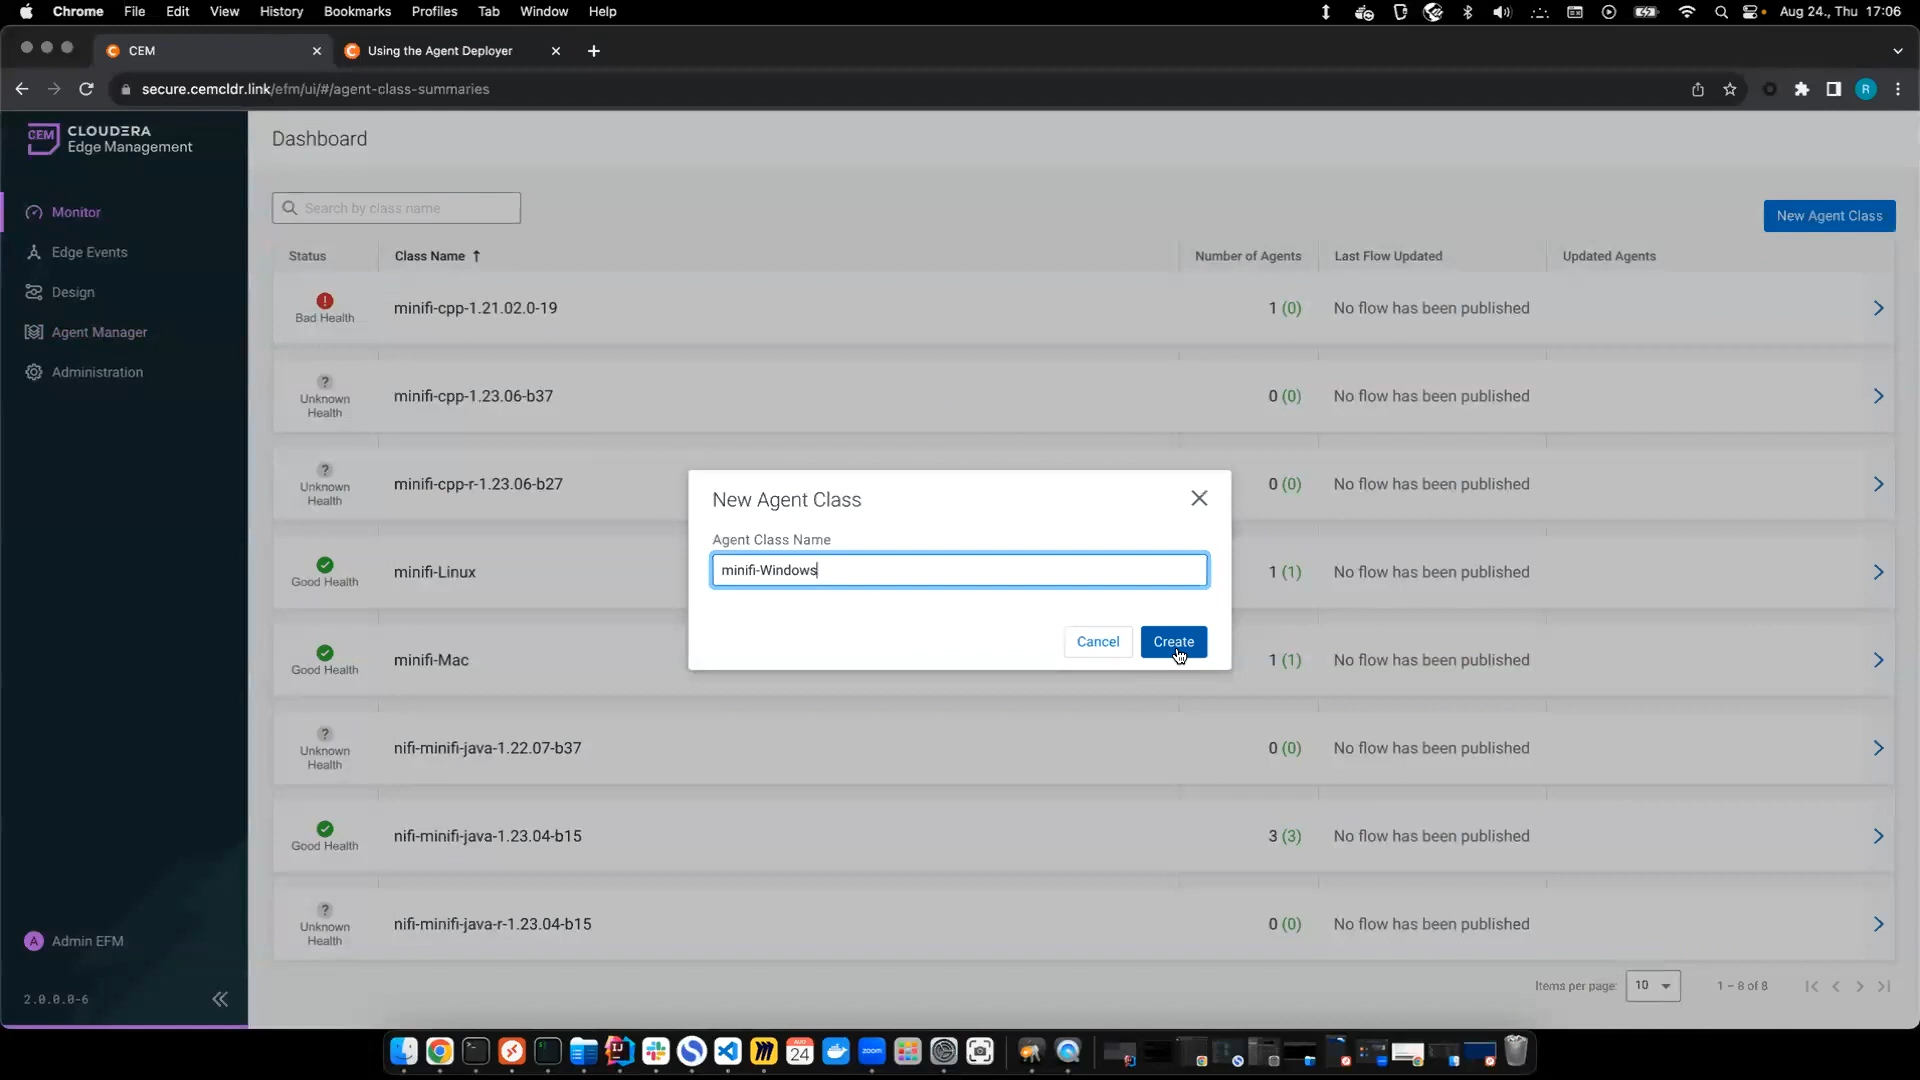 Chrome File Edit View History Bookmarks Profiles Tab Window Help
Aug 24., Thu 17:06
CEM
Using the Agent Deployer
secure.cemcldr.link/efm/ui/#/agent-class-summaries
R
CEM
CLOUDERA
Edge Management
Monitor
Edge Events
Design
Agent Manager
Administration
A Admin EFM
2.0.0.0-6
Dashboard
Search by class name
New Agent Class
Status Class Name Number of Agents Last Flow Updated Updated Agents
Bad Health minifi-cpp-1.21.02.0-19 1 (0) No flow has been published
Unknown Health minifi-cpp-1.23.06-b37 0 (0) No flow has been published
Unknown Health minifi-cpp-r-1.23.06-b27 0 (0) No flow has been published
Good Health minifi-Linux 1 (1) No flow has been published
Good Health minifi-Mac 1 (1) No flow has been published
Unknown Health nifi-minifi-java-1.22.07-b37 0 (0) No flow has been published
Good Health nifi-minifi-java-1.23.04-b15 3 (3) No flow has been published
Unknown Health nifi-minifi-java-r-1.23.04-b15 0 (0) No flow has been published
Items per page: 10 1 – 8 of 8
New Agent Class
Agent Class Name
minifi-Windows
Cancel Create
AUG
24
zoom